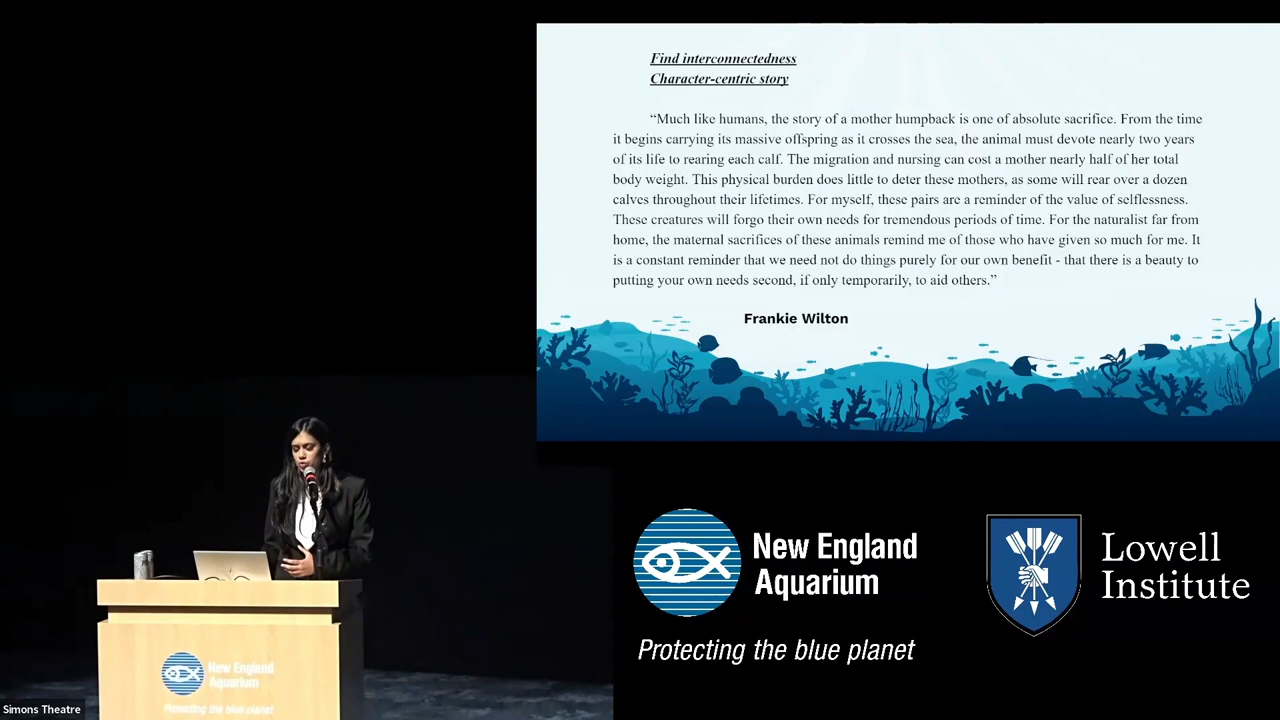 Find interconnectedness
Character-centric story
“Much like humans, the story of a mother humpback is one of absolute sacrifice. From the time
it begins carrying its massive offspring as it crosses the sea, the animal must devote nearly two years
of its life to rearing each calf. The migration and nursing can cost a mother nearly half of her total
body weight. This physical burden does little to deter these mothers, as some will rear over a dozen
calves throughout their lifetimes. For myself, these pairs are a reminder of the value of selflessness.
These creatures will forgo their own needs for tremendous periods of time. For the naturalist far from
home, the maternal sacrifices of these animals remind me of those who have given so much for me. It
is a constant reminder that we need not do things purely for our own benefit - that there is a beauty to
putting your own needs second, if only temporarily, to aid others.”
Frankie Wilton
New England
Aquarium
Protecting the blue planet
Lowell
Institute
New England
Aquarium
Protecting the blue planet
Simons Theatre